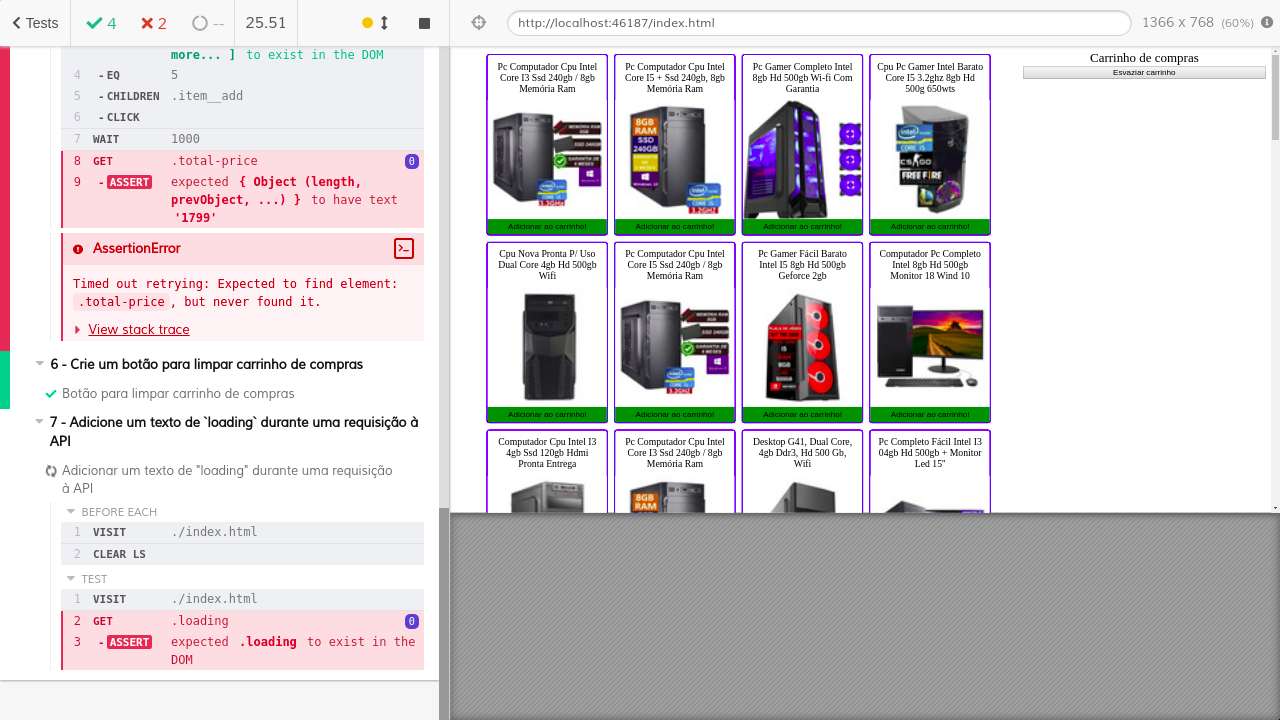 Tests
4
2
--
25.51
http://localhost:46187/index.html
1366 x 768 (60%)
more... ] to exist in the DOM
4 -EQ 5
5 -CHILDREN .item__add
6 -CLICK
7 WAIT 1000
8 GET .total-price 0
9 -ASSERT expected { Object (length,
prevObject, ...) } to have text
'1799'
AssertionError
Timed out retrying: Expected to find element:
.total-price, but never found it.
View stack trace
6 - Crie um botão para limpar carrinho de compras
Botão para limpar carrinho de compras
7 - Adicione um texto de `loading` durante uma requisição à
API
Adicionar um texto de "loading" durante uma requisição
à API
BEFORE EACH
1 VISIT ./index.html
2 CLEAR LS
TEST
1 VISIT ./index.html
2 GET .loading 0
3 -ASSERT expected .loading to exist in the
DOM
Pc Computador Cpu Intel
Core I3 Ssd 240gb / 8gb
Memória Ram
Adicionar ao carrinho!
Pc Computador Cpu Intel
Core I5 + Ssd 240gb, 8gb
Memória Ram
Adicionar ao carrinho!
Pc Gamer Completo Intel
8gb Hd 500gb Wi-fi Com
Garantia
Adicionar ao carrinho!
Cpu Pc Gamer Intel Barato
Core I5 3.2ghz 8gb Hd
500g 650wts
Adicionar ao carrinho!
Cpu Nova Pronta P/ Uso
Dual Core 4gb Hd 500gb
Wifi
Adicionar ao carrinho!
Pc Computador Cpu Intel
Core I5 Ssd 240gb / 8gb
Memória Ram
Adicionar ao carrinho!
Pc Gamer Fácil Barato
Intel I5 8gb Hd 500gb
Geforce 2gb
Adicionar ao carrinho!
Computador Pc Completo
Intel 8gb Hd 500gb
Monitor 18 Wind 10
Adicionar ao carrinho!
Computador Cpu Intel I3
4gb Ssd 120gb Hdmi
Pronta Entrega
Pc Computador Cpu Intel
Core I3 Ssd 240gb / 8gb
Memória Ram
8GB
RAM
Desktop G41, Dual Core,
4gb Ddr3, Hd 500 Gb,
Wifi
Pc Completo Fácil Intel I3
04gb Hd 500gb + Monitor
Led 15"
Carrinho de compras
Esvaziar carrinho